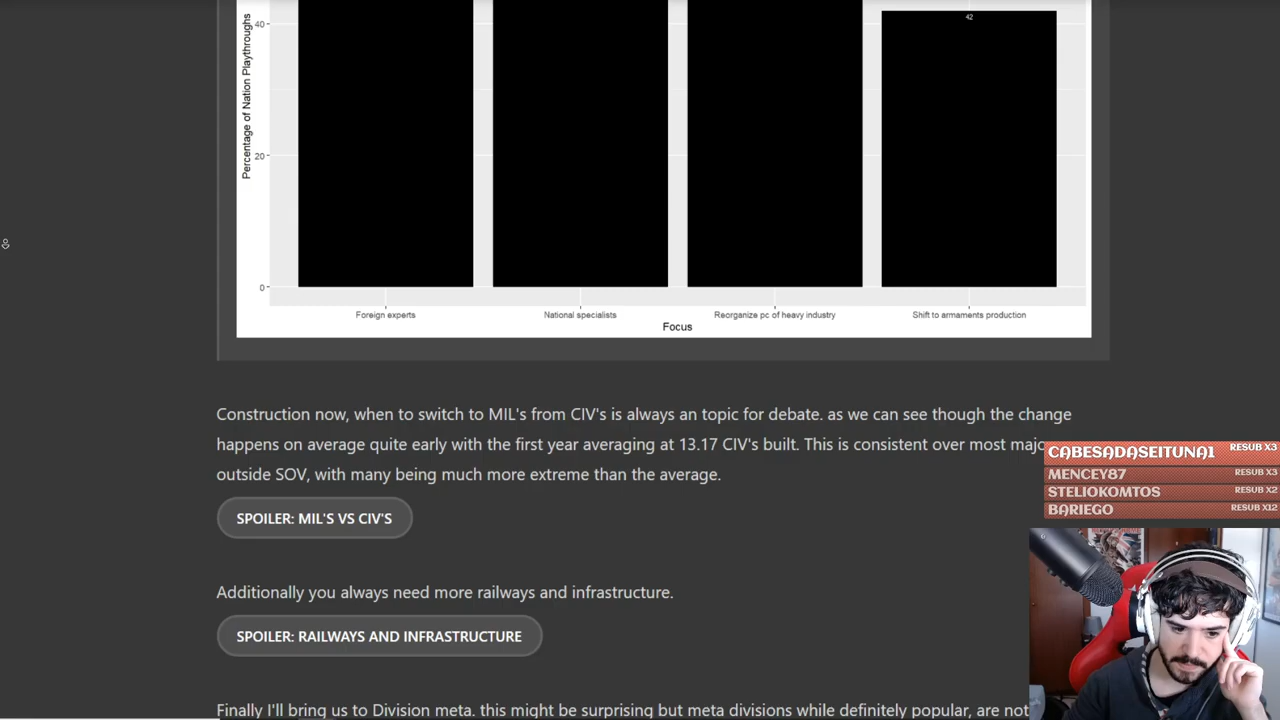 Percentage of Nation Playthroughs
40
20
0
42
Foreign experts
National specialists
Reorganize pc of heavy industry
Shift to armaments production
Focus
Construction now, when to switch to MIL's from CIV's is always an topic for debate. as we can see though the change
happens on average quite early with the first year averaging at 13.17 CIV's built. This is consistent over most
outside SOV, with many being much more extreme than the average.
SPOILER: MIL'S VS CIV'S
Additionally you always need more railways and infrastructure.
SPOILER: RAILWAYS AND INFRASTRUCTURE
Finally I'll bring us to Division meta. this might be surprising but meta divisions while definitely popular, are not
CABESADASEITUNA1 RESUB X3
MENCEY87 RESUB X3
STELIOKOMTOS RESUB X2
BARIEGO RESUB X12